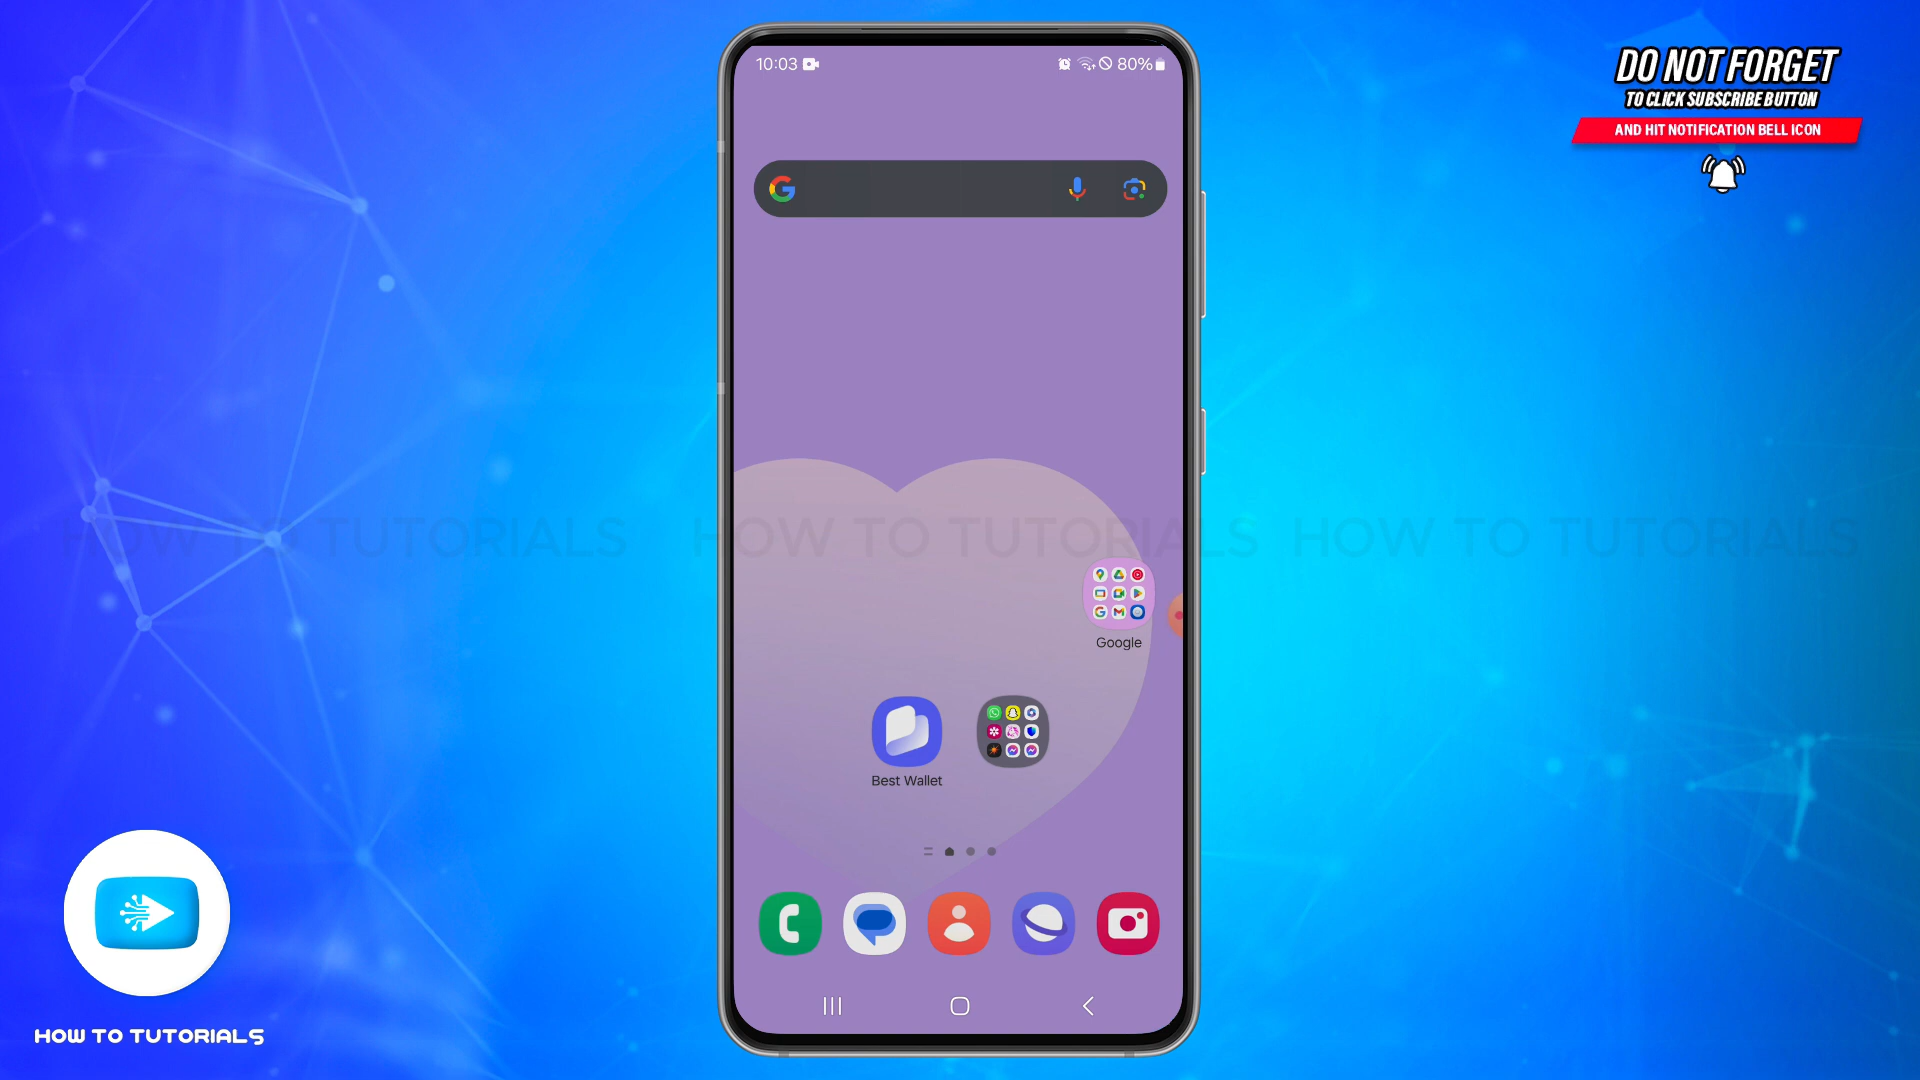 10:03
80%
DO NOT FORGET
TO CLICK SUBSCRIBE BUTTON
AND HIT NOTIFICATION BELL ICON
HOW TO TUTORIALS HOW TO TUTORIALS HOW TO TUTORIALS
Google
Best Wallet
HOW TO TUTORIALS